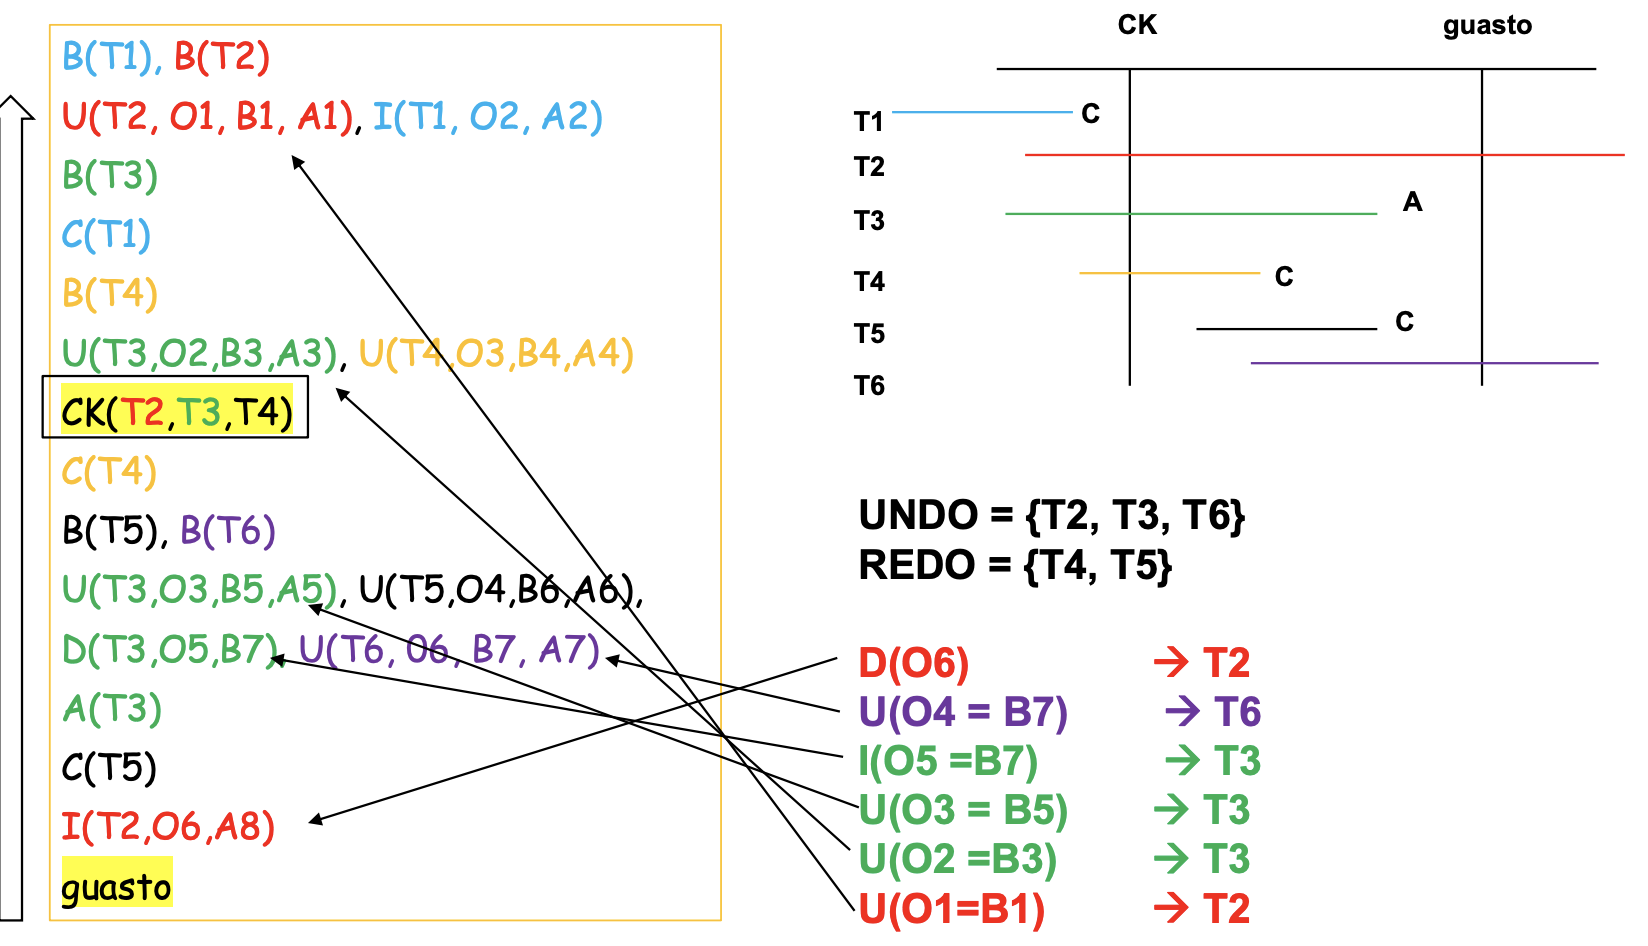 B(T1), B(T2)
U(T2, O1, B1, A1), I(T1, O2, A2)
B(T3)
C(T1)
B(T4)
U(T3,O2,B3,A3), U(T4,O3,B4,A4)
CK(T2,T3,T4)
C(T4)
B(T5), B(T6)
U(T3,O3,B5,A5), U(T5,O4,B6,A6),
D(T3,O5,B7), U(T6, 06, B7, A7)
A(T3)
C(T5)
I(T2,O6,A8)
guasto
CK guasto
T1 C
T2
T3 A
T4 C
T5 C
T6
UNDO = {T2, T3, T6}
REDO = {T4, T5}
D(O6) → T2
U(O4 = B7) → T6
I(O5 =B7) → T3
U(O3 = B5) → T3
U(O2 =B3) → T3
U(O1=B1) → T2